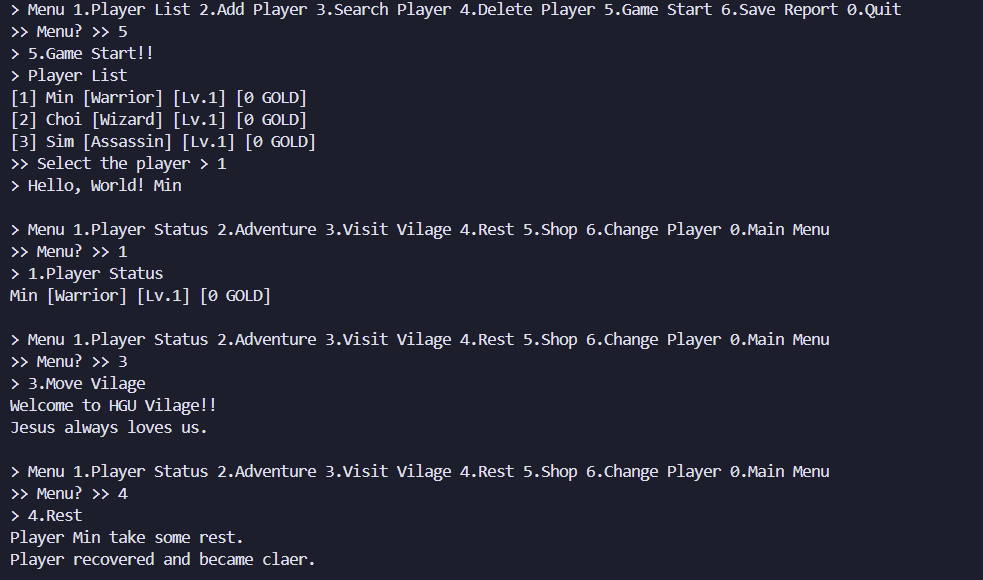 > Menu 1.Player List 2.Add Player 3.Search Player 4.Delete Player 5.Game Start 6.Save Report 0.Quit
>> Menu? >> 5
> 5.Game Start!!
> Player List
[1] Min [Warrior] [Lv.1] [0 GOLD]
[2] Choi [Wizard] [Lv.1] [0 GOLD]
[3] Sim [Assassin] [Lv.1] [0 GOLD]
>> Select the player > 1
> Hello, World! Min
> Menu 1.Player Status 2.Adventure 3.Visit Vilage 4.Rest 5.Shop 6.Change Player 0.Main Menu
>> Menu? >> 1
> 1.Player Status
Min [Warrior] [Lv.1] [0 GOLD]
> Menu 1.Player Status 2.Adventure 3.Visit Vilage 4.Rest 5.Shop 6.Change Player 0.Main Menu
>> Menu? >> 3
> 3.Move Vilage
Welcome to HGU Vilage!!
Jesus always loves us.
> Menu 1.Player Status 2.Adventure 3.Visit Vilage 4.Rest 5.Shop 6.Change Player 0.Main Menu
>> Menu? >> 4
> 4.Rest
Player Min take some rest.
Player recovered and became claer.